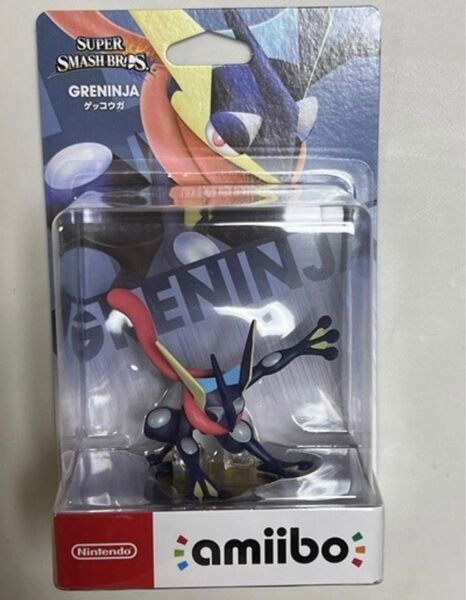 SUPER
SMASH BROS.
GRENINJA
ゲッコウガ
GRENINJA
Nintendo
amiibo